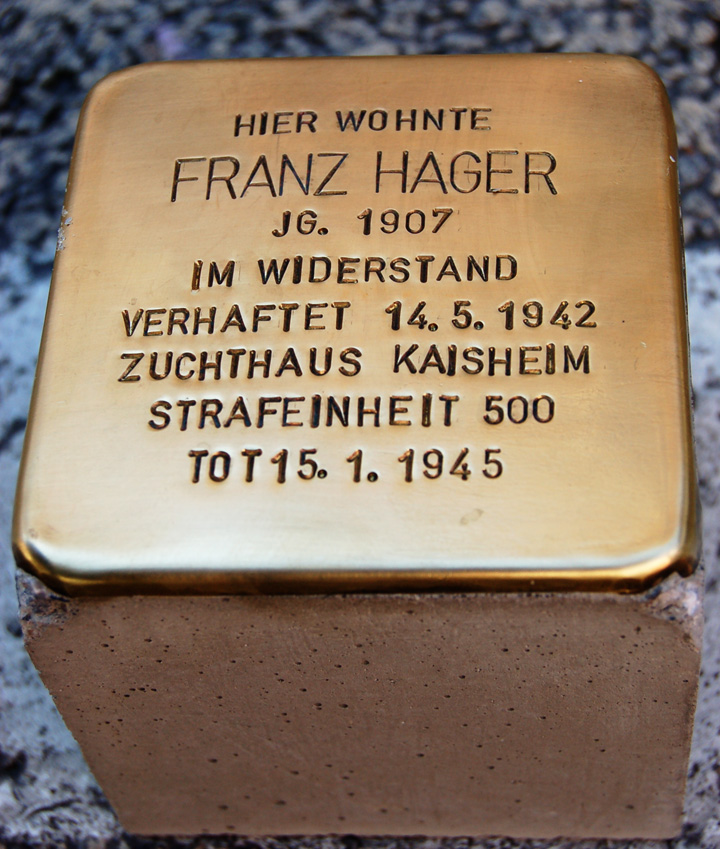 HIER WOHNTE
FRANZ HAGER
JG. 1907
IM WIDERSTAND
VERHAFTET 14.5.1942
ZUCHTHAUS KAISHEIM
STRAFEINHEIT 500
TOT 15. 1. 1945